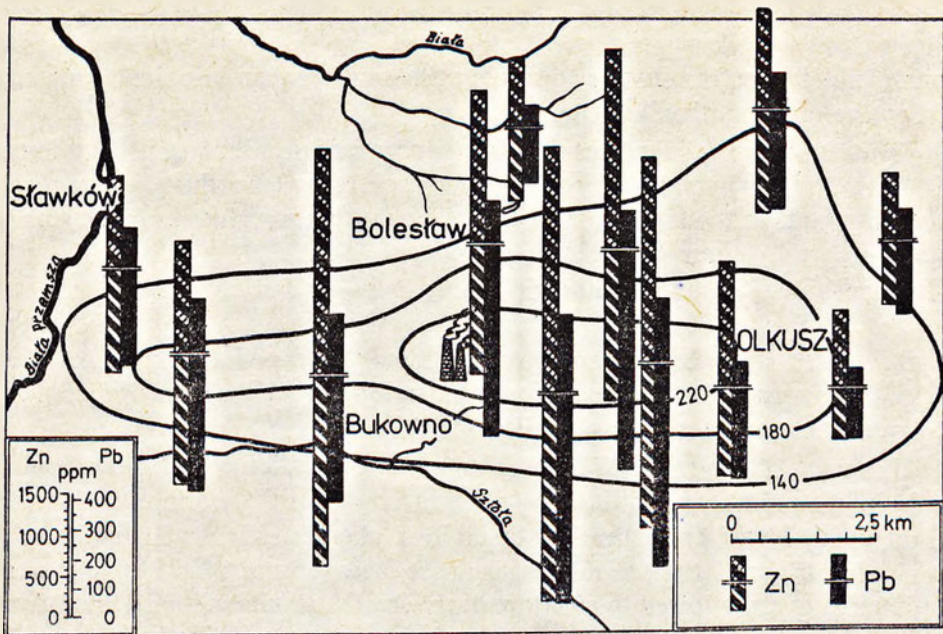 Biała
Sławków
Bolesław
Biała Przemsza
OLKUSZ
220
Bukowno
180
140
Sztoła
Zn ppm Pb
1500 400
300
1000
200
500 100
0 0
0 2,5 km
Zn Pb